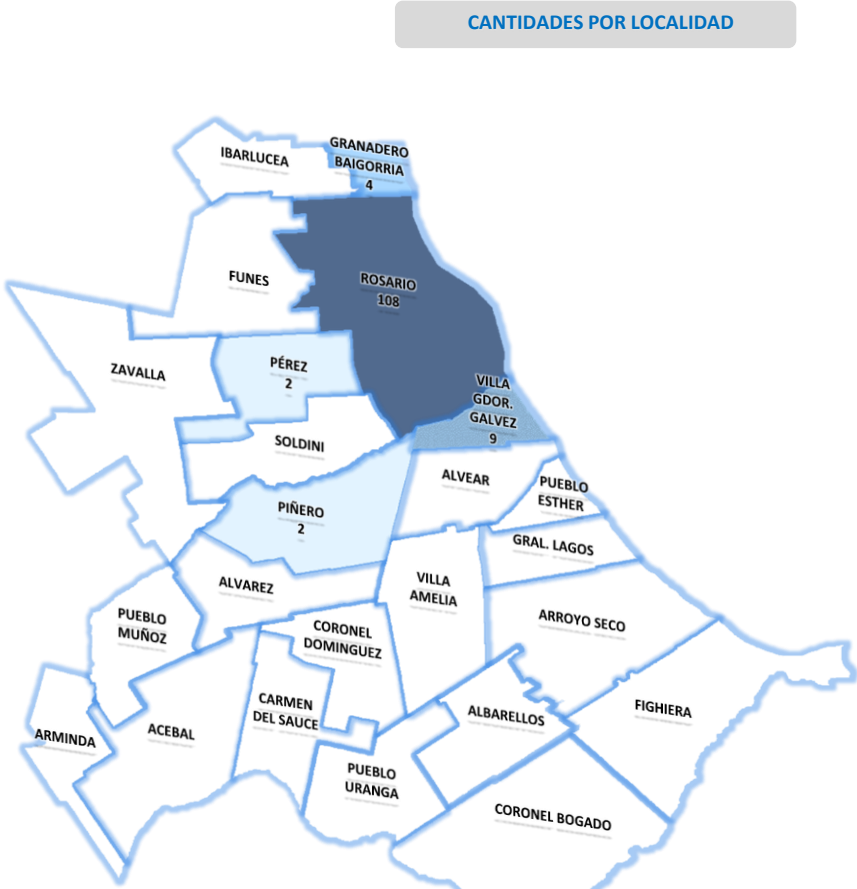 CANTIDADES POR LOCALIDAD
IBARLUCEA
GRANADERO
BAIGORRIA
4
FUNES
ROSARIO
108
ZAVALLA
PÉREZ
2
VILLA
GDOR.
GALVEZ
9
SOLDINI
ALVEAR
PUEBLO
ESTHER
PIÑERO
2
GRAL. LAGOS
ALVAREZ
VILLA
AMELIA
PUEBLO
MUÑOZ
CORONEL
DOMINGUEZ
ARROYO SECO
CARMEN
DEL SAUCE
ALBARELLOS
FIGHIERA
ARMINDA
ACEBAL
PUEBLO
URANGA
CORONEL BOGADO